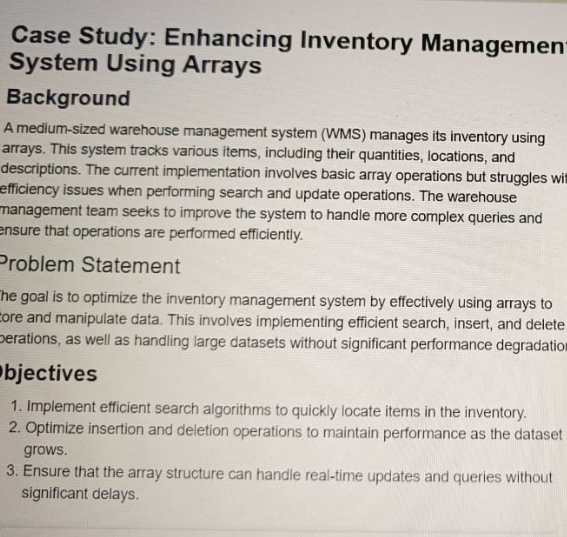 Case Study: Enhancing Inventory Managemen
System Using Arrays
Background
A medium-sized warehouse management system (WMS) manages its inventory using
arrays. This system tracks various items, including their quantities, locations, and
descriptions. The current implementation involves basic array operations but struggles wit
efficiency issues when performing search and update operations. The warehouse
management team seeks to improve the system to handle more complex queries and
ensure that operations are performed efficiently.
Problem Statement
The goal is to optimize the inventory management system by effectively using arrays to
tore and manipulate data. This involves implementing efficient search, insert, and delete
perations, as well as handling large datasets without significant performance degradation
Objectives
1. Implement efficient search algorithms to quickly locate items in the inventory.
2. Optimize insertion and deletion operations to maintain performance as the dataset
grows.
3. Ensure that the array structure can handle real-time updates and queries without
significant delays.